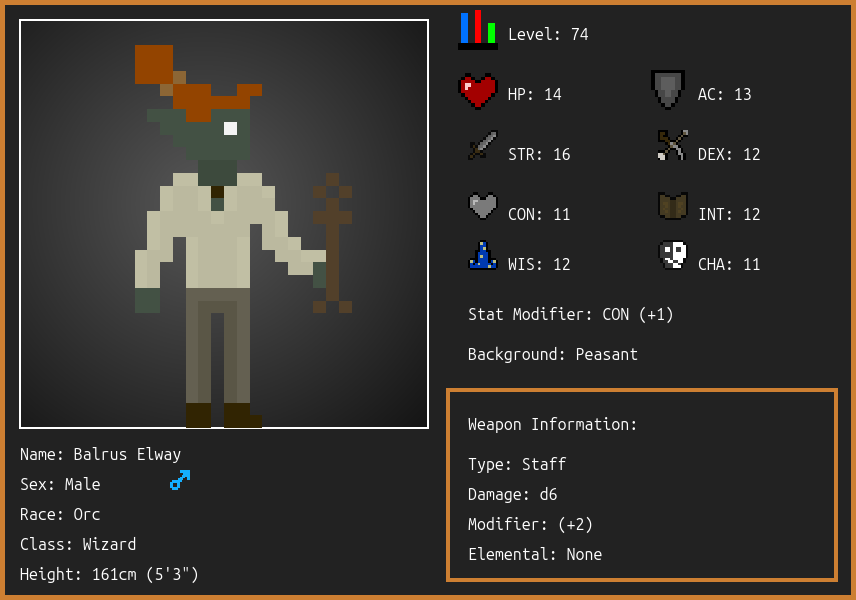 Level: 74
HP: 14
AC: 13
STR: 16
DEX: 12
CON: 11
INT: 12
WIS: 12
CHA: 11
Stat Modifier: CON (+1)
Background: Peasant
Weapon Information:
Type: Staff
Damage: d6
Modifier: (+2)
Elemental: None
Name: Balrus Elway
Sex: Male
Race: Orc
Class: Wizard
Height: 161cm (5'3")